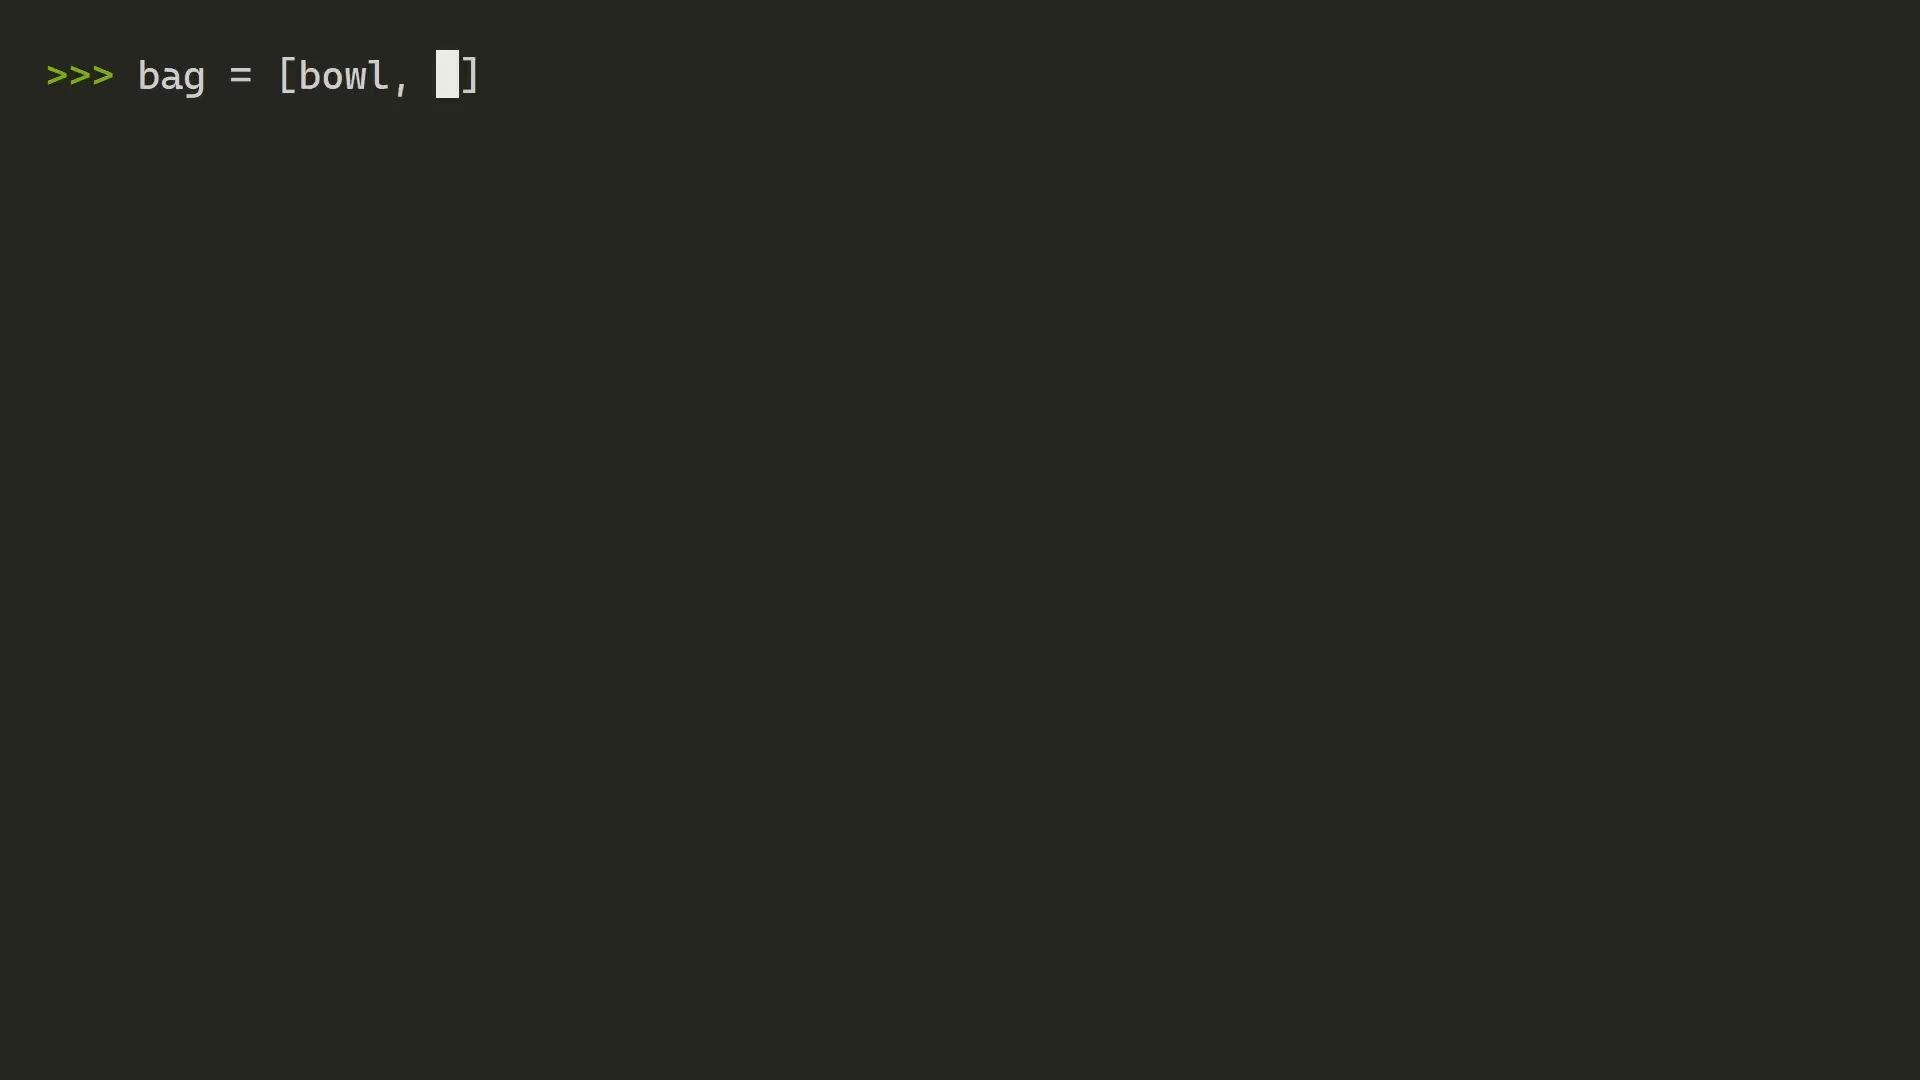 >>> bag = [bowl, ]